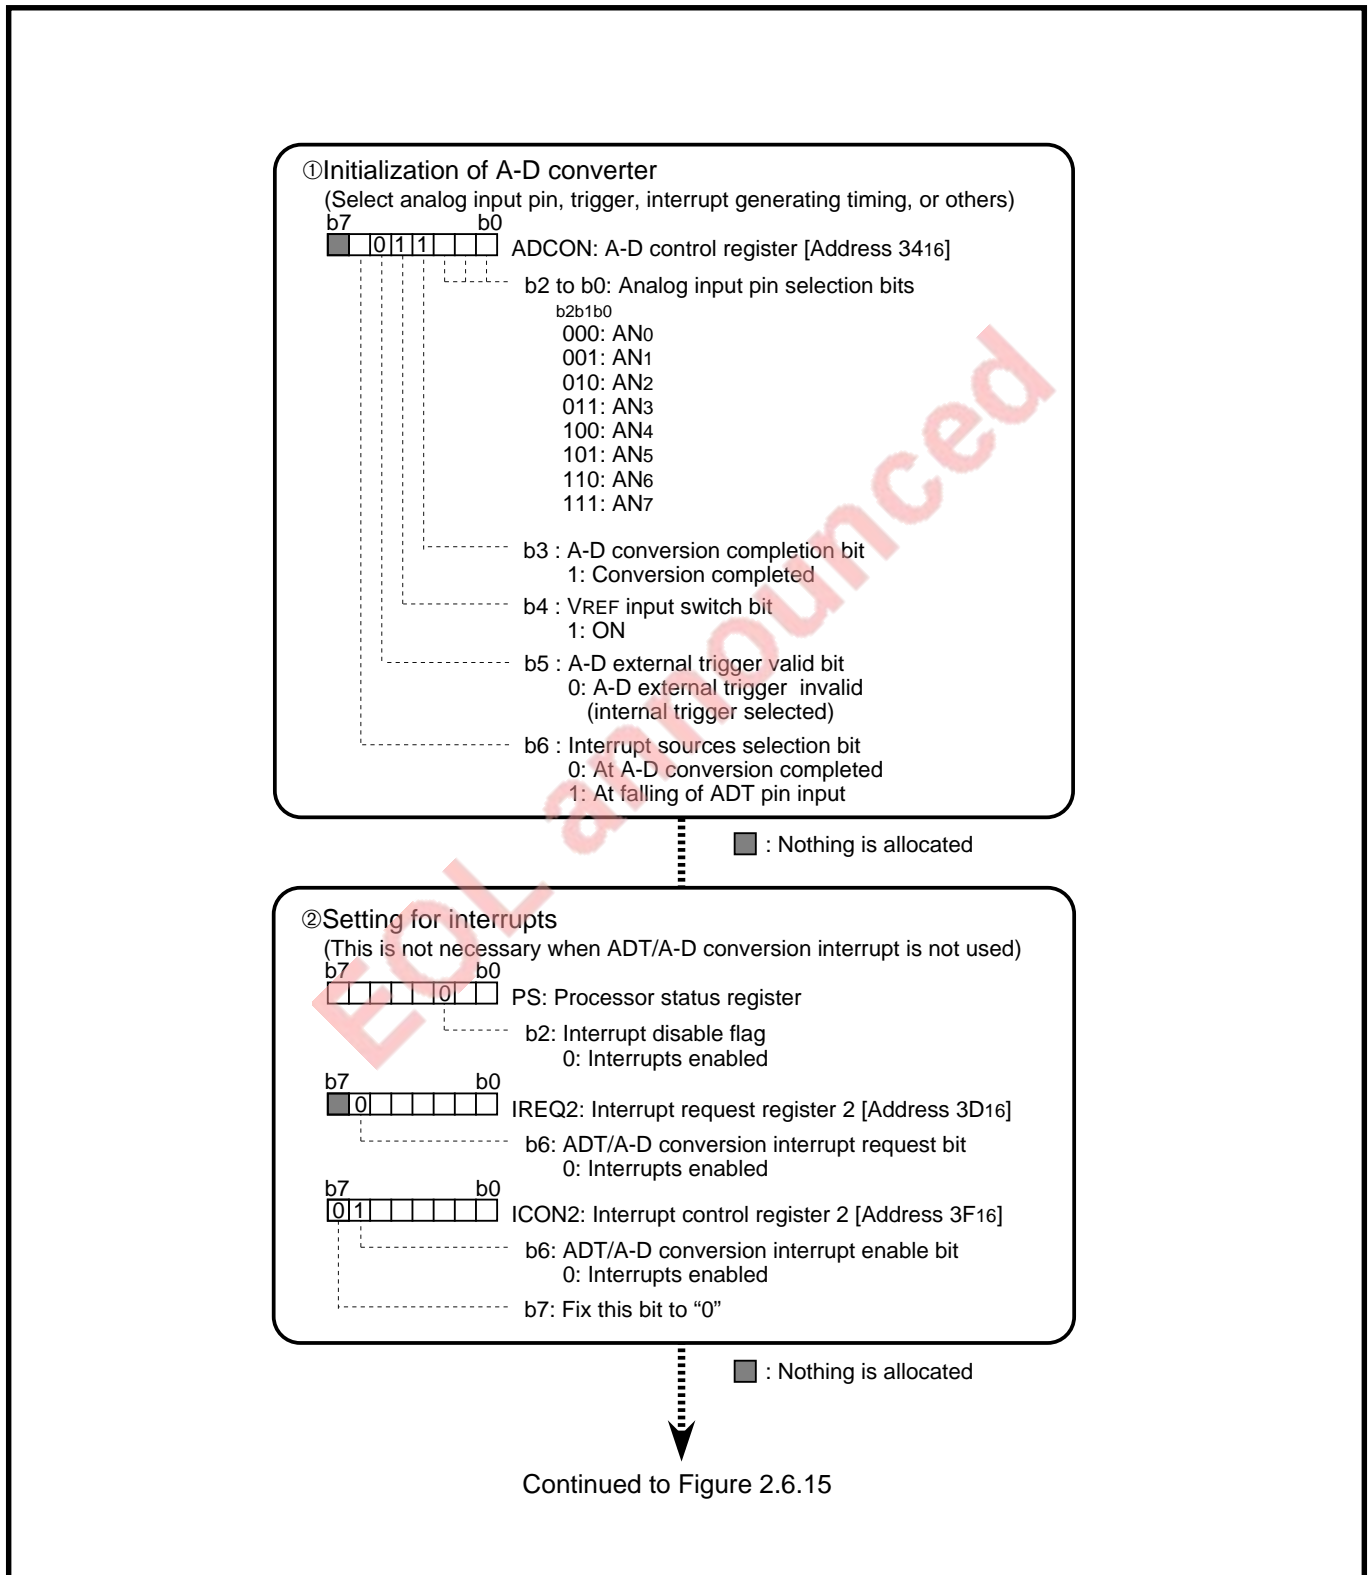 ①Initialization of A-D converter
(Select analog input pin, trigger, interrupt generating timing, or others)
b7 b0
0 1 1 ADCON: A-D control register [Address 3416]
b2 to b0: Analog input pin selection bits
b2b1b0
000: AN0
001: AN1
010: AN2
011: AN3
100: AN4
101: AN5
110: AN6
111: AN7
b3 : A-D conversion completion bit
1: Conversion completed
b4 : VREF input switch bit
1: ON
b5 : A-D external trigger valid bit
0: A-D external trigger invalid
(internal trigger selected)
b6 : Interrupt sources selection bit
0: At A-D conversion completed
1: At falling of ADT pin input
: Nothing is allocated
②Setting for interrupts
(This is not necessary when ADT/A-D conversion interrupt is not used)
b7 b0
0 PS: Processor status register
b2: Interrupt disable flag
0: Interrupts enabled
b7 b0
0 IREQ2: Interrupt request register 2 [Address 3D16]
b6: ADT/A-D conversion interrupt request bit
0: Interrupts enabled
b7 b0
0 1 ICON2: Interrupt control register 2 [Address 3F16]
b6: ADT/A-D conversion interrupt enable bit
0: Interrupts enabled
b7: Fix this bit to “0”
: Nothing is allocated
Continued to Figure 2.6.15
EOL announced